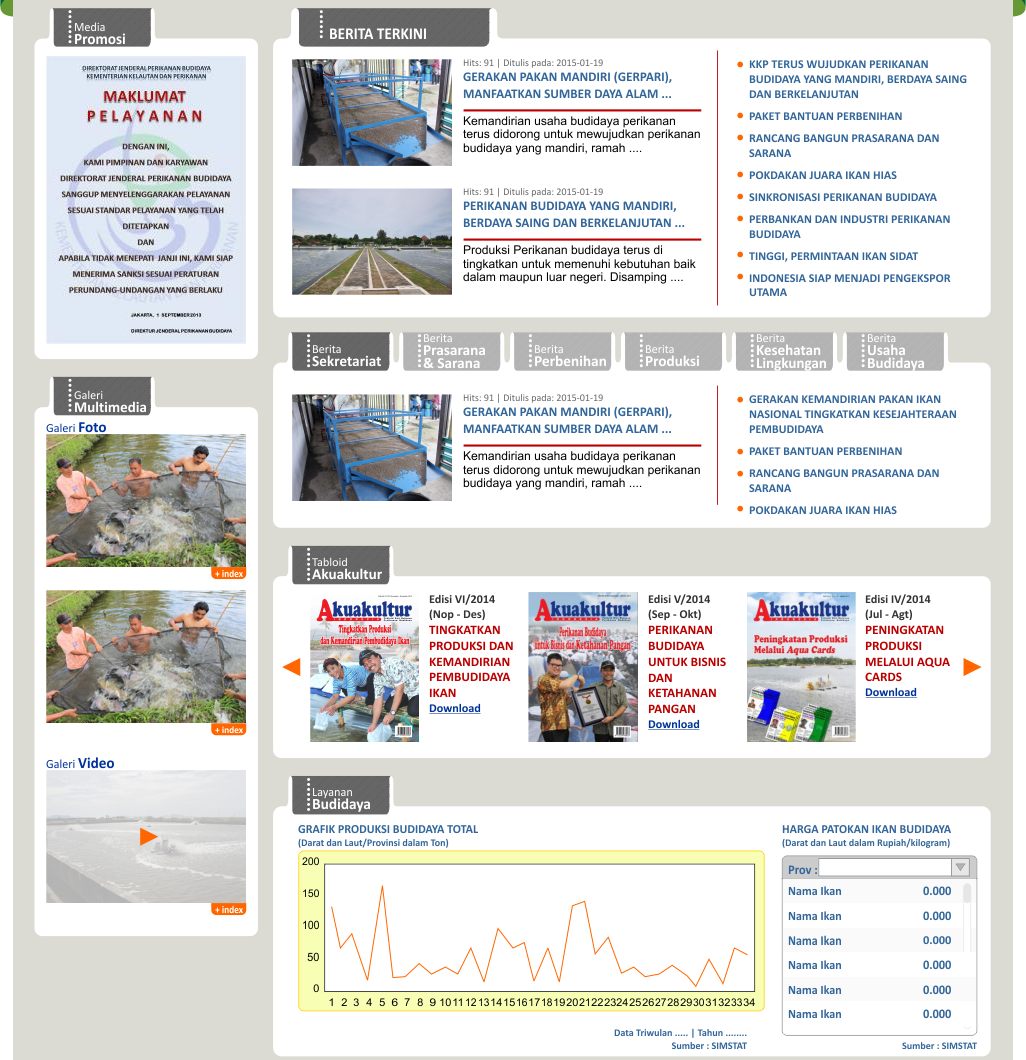 Media
Promosi
DIREKTORAT JENDERAL PERIKANAN BUDIDAYA
KEMENTERIAN KELAUTAN DAN PERIKANAN
MAKLUMAT
PELAYANAN
DENGAN INI,
KAMI PIMPINAN DAN KARYAWAN
DIREKTORAT JENDERAL PERIKANAN BUDIDAYA
SANGGUP MENYELENGGARAKAN PELAYANAN
SESUAI STANDAR PELAYANAN YANG TELAH
DITETAPKAN
DAN
APABILA TIDAK MENEPATI JANJI INI, KAMI SIAP
MENERIMA SANKSI SESUAI PERATURAN
PERUNDANG-UNDANGAN YANG BERLAKU
JAKARTA, 1 SEPTEMBER 2013
DIREKTUR JENDERAL PERIKANAN BUDIDAYA
Galeri
Multimedia
Galeri Foto
+ index
+ index
Galeri Video
+ index
BERITA TERKINI
Hits: 91 | Ditulis pada: 2015-01-19
GERAKAN PAKAN MANDIRI (GERPARI),
MANFAATKAN SUMBER DAYA ALAM ...
Kemandirian usaha budidaya perikanan
terus didorong untuk mewujudkan perikanan
budidaya yang mandiri, ramah ....
Hits: 91 | Ditulis pada: 2015-01-19
PERIKANAN BUDIDAYA YANG MANDIRI,
BERDAYA SAING DAN BERKELANJUTAN ...
Produksi Perikanan budidaya terus di
tingkatkan untuk memenuhi kebutuhan baik
dalam maupun luar negeri. Disamping ....
KKP TERUS WUJUDKAN PERIKANAN
BUDIDAYA YANG MANDIRI, BERDAYA SAING
DAN BERKELANJUTAN
PAKET BANTUAN PERBENIHAN
RANCANG BANGUN PRASARANA DAN
SARANA
POKDAKAN JUARA IKAN HIAS
SINKRONISASI PERIKANAN BUDIDAYA
PERBANKAN DAN INDUSTRI PERIKANAN
BUDIDAYA
TINGGI, PERMINTAAN IKAN SIDAT
INDONESIA SIAP MENJADI PENGEKSPOR
UTAMA
Berita
Sekretariat
Berita
Prasarana
& Sarana
Berita
Perbenihan
Berita
Produksi
Berita
Kesehatan
Lingkungan
Berita
Usaha
Budidaya
Hits: 91 | Ditulis pada: 2015-01-19
GERAKAN PAKAN MANDIRI (GERPARI),
MANFAATKAN SUMBER DAYA ALAM ...
Kemandirian usaha budidaya perikanan
terus didorong untuk mewujudkan perikanan
budidaya yang mandiri, ramah ....
GERAKAN KEMANDIRIAN PAKAN IKAN
NASIONAL TINGKATKAN KESEJAHTERAAN
PEMBUDIDAYA
PAKET BANTUAN PERBENIHAN
RANCANG BANGUN PRASARANA DAN
SARANA
POKDAKAN JUARA IKAN HIAS
Tabloid
Akuakultur
Akuakultur
Tingkatkan Produksi
dan Kemandirian Pembudidaya Ikan
Edisi VI/2014
(Nop - Des)
TINGKATKAN
PRODUKSI DAN
KEMANDIRIAN
PEMBUDIDAYA
IKAN
Download
Akuakultur
Perikanan Budidaya
untuk Bisnis dan Ketahanan Pangan
Edisi V/2014
(Sep - Okt)
PERIKANAN
BUDIDAYA
UNTUK BISNIS
DAN
KETAHANAN
PANGAN
Download
Akuakultur
Peningkatan Produksi
Melalui Aqua Cards
Edisi IV/2014
(Jul - Agt)
PENINGKATAN
PRODUKSI
MELALUI AQUA
CARDS
Download
Layanan
Budidaya
GRAFIK PRODUKSI BUDIDAYA TOTAL
(Darat dan Laut/Provinsi dalam Ton)
200
150
100
50
0
1 2 3 4 5 6 7 8 9 10 11 12 13 14 15 16 17 18 19 20 21 22 23 24 25 26 27 28 29 30 31 32 33 34
Data Triwulan ..... | Tahun ........
Sumber : SIMSTAT
HARGA PATOKAN IKAN BUDIDAYA
(Darat dan Laut dalam Rupiah/kilogram)
Prov :
Nama Ikan 0.000
Nama Ikan 0.000
Nama Ikan 0.000
Nama Ikan 0.000
Nama Ikan 0.000
Nama Ikan 0.000
Sumber : SIMSTAT